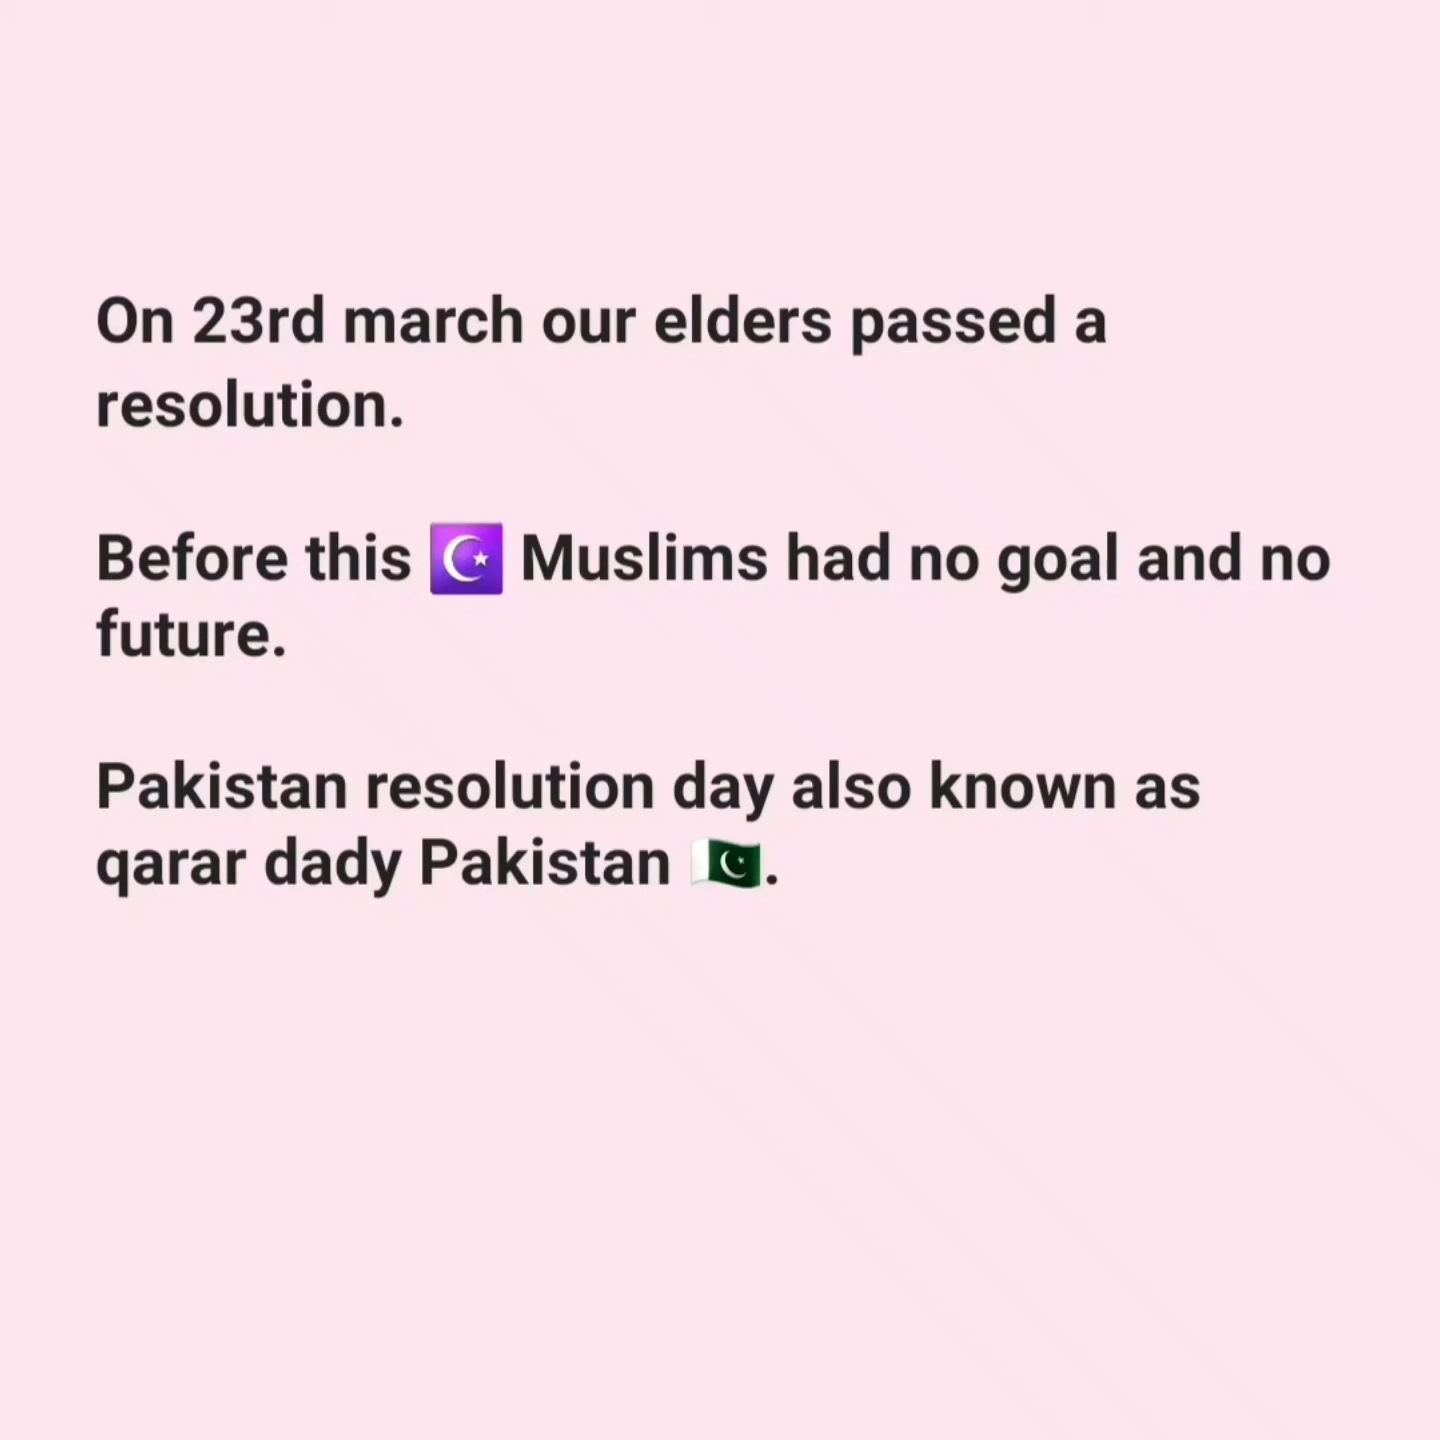 On 23rd march our elders passed a
resolution.
Before this ☪️ Muslims had no goal and no
future.
Pakistan resolution day also known as
qarar dady Pakistan 🇵🇰.